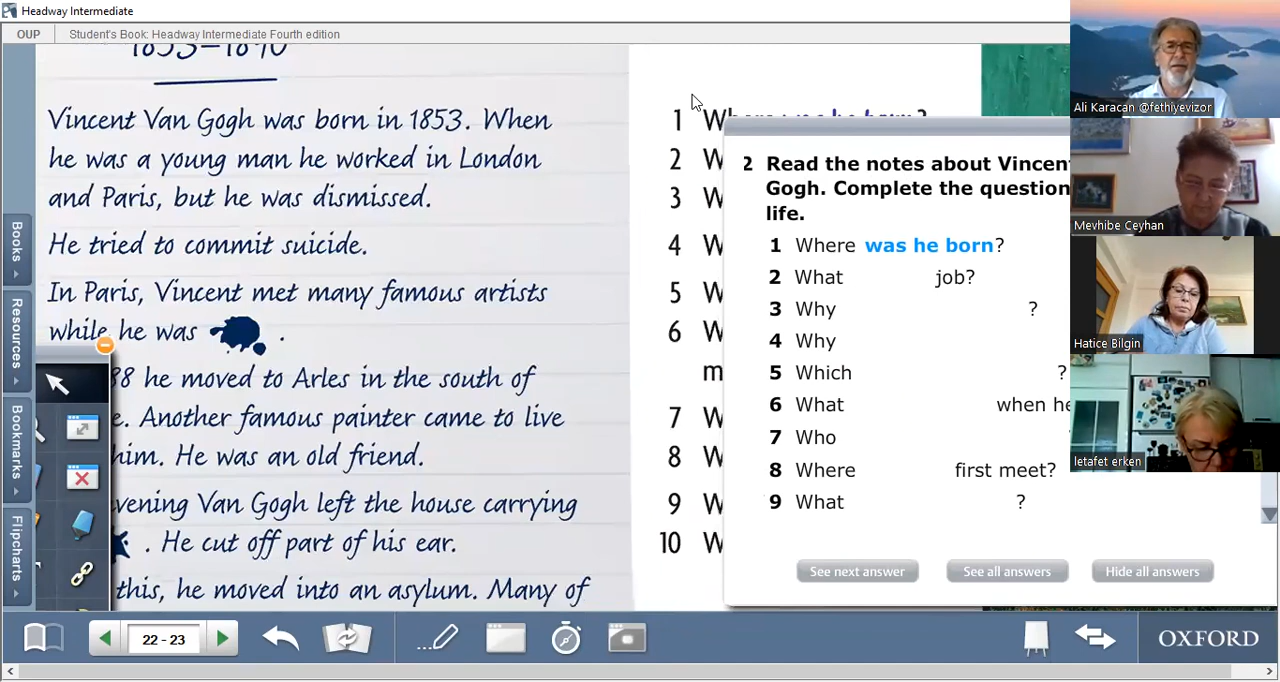 Headway Intermediate
OUP
Student's Book: Headway Intermediate Fourth edition
1853–1890
Vincent Van Gogh was born in 1853. When
he was a young man he worked in London
and Paris, but he was dismissed.
He tried to commit suicide.
In Paris, Vincent met many famous artists
while he was .
88 he moved to Arles in the south of
e. Another famous painter came to live
him. He was an old friend.
vening Van Gogh left the house carrying
. He cut off part of his ear.
this, he moved into an asylum. Many of
1 Where was he born?
2 W
3 W
4 W
5 W
6 W
m
7 W
8 W
9 W
10 W
2 Read the notes about Vincent
Gogh. Complete the question
life.
1 Where was he born?
2 What job?
3 Why ?
4 Why
5 Which ?
6 What when he
7 Who
8 Where first meet?
9 What ?
See next answer
See all answers
Hide all answers
Ali Karacan @fethiyevizor
Mevhibe Ceyhan
Hatice Bilgin
letafet erken
Books
Resources
Bookmarks
Flipcharts
22 - 23
OXFORD